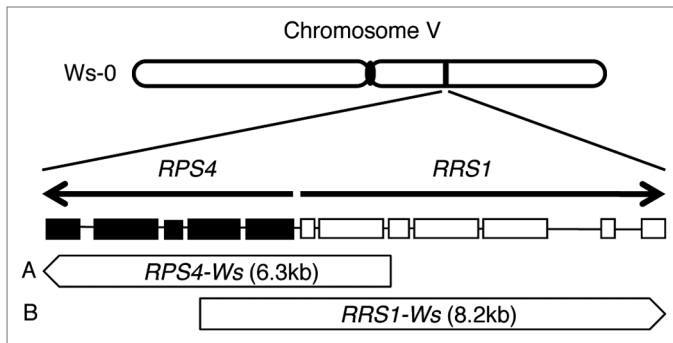 Chromosome V
Ws-0
RPS4 RRS1
A RPS4-Ws (6.3kb)
B RRS1-Ws (8.2kb)